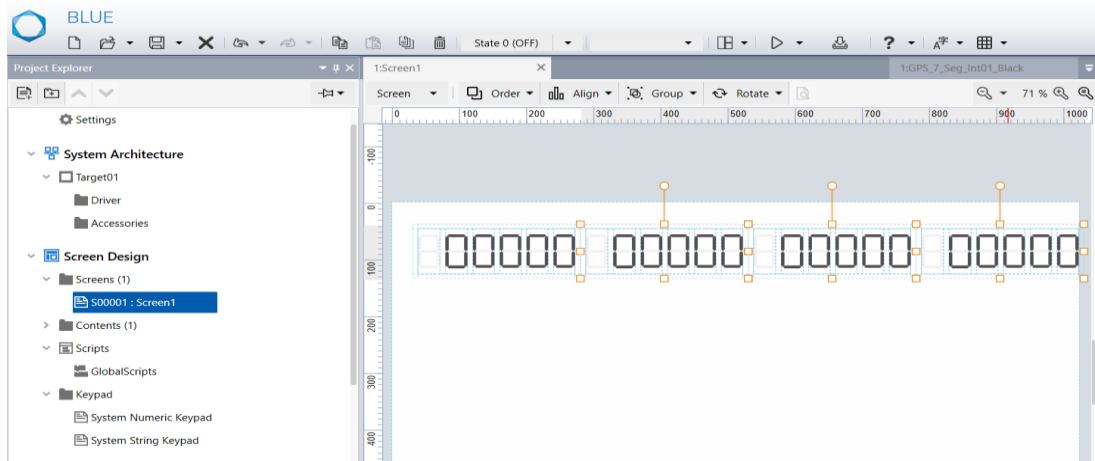 BLUE
State 0 (OFF)
Project Explorer
1:Screen1
1:GPS_7_Seg_Int01_Black
Screen Order Align Group Rotate 71 %
0 100 200 300 400 500 600 700 800 900 1000
Settings
System Architecture
Target01
Driver
Accessories
Screen Design
Screens (1)
S00001 : Screen1
Contents (1)
Scripts
GlobalScripts
Keypad
System Numeric Keypad
System String Keypad
-100
0
100
200
300
400
00000 00000 00000 00000